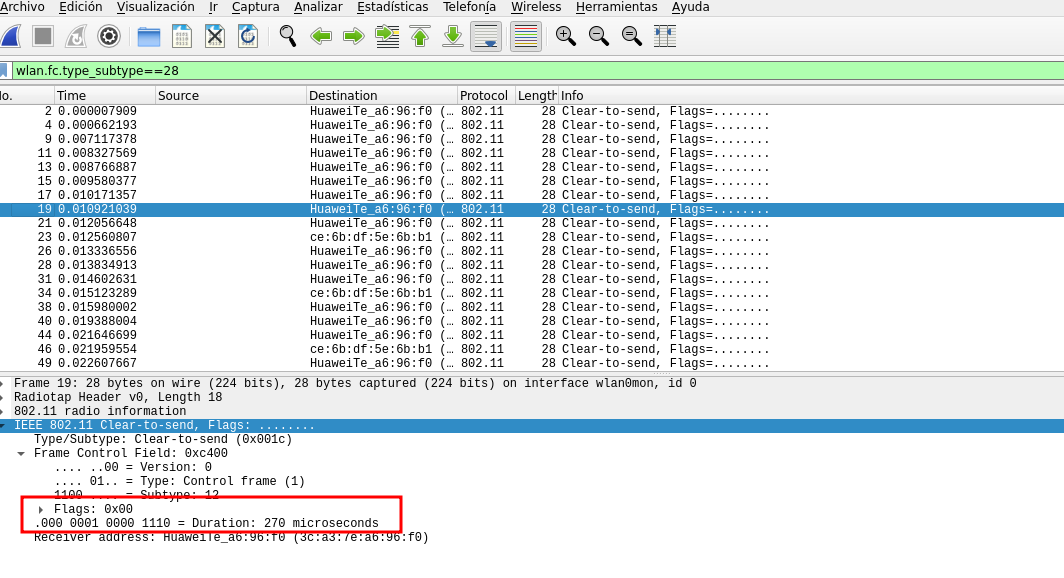 Archivo Edición Visualización Ir Captura Analizar Estadísticas Telefonía Wireless Herramientas Ayuda
wlan.fc.type_subtype==28
No. Time Source Destination Protocol Length Info
2 0.000007909 HuaweiTe_a6:96:f0 (… 802.11 28 Clear-to-send, Flags=........
4 0.000662193 HuaweiTe_a6:96:f0 (… 802.11 28 Clear-to-send, Flags=........
9 0.007117378 HuaweiTe_a6:96:f0 (… 802.11 28 Clear-to-send, Flags=........
11 0.008327569 HuaweiTe_a6:96:f0 (… 802.11 28 Clear-to-send, Flags=........
13 0.008766887 HuaweiTe_a6:96:f0 (… 802.11 28 Clear-to-send, Flags=........
15 0.009580377 HuaweiTe_a6:96:f0 (… 802.11 28 Clear-to-send, Flags=........
17 0.010171357 HuaweiTe_a6:96:f0 (… 802.11 28 Clear-to-send, Flags=........
19 0.010921039 HuaweiTe_a6:96:f0 (… 802.11 28 Clear-to-send, Flags=........
21 0.012056648 HuaweiTe_a6:96:f0 (… 802.11 28 Clear-to-send, Flags=........
23 0.012560807 ce:6b:df:5e:6b:b1 (… 802.11 28 Clear-to-send, Flags=........
26 0.013336556 HuaweiTe_a6:96:f0 (… 802.11 28 Clear-to-send, Flags=........
28 0.013834913 HuaweiTe_a6:96:f0 (… 802.11 28 Clear-to-send, Flags=........
31 0.014602631 HuaweiTe_a6:96:f0 (… 802.11 28 Clear-to-send, Flags=........
34 0.015123289 ce:6b:df:5e:6b:b1 (… 802.11 28 Clear-to-send, Flags=........
38 0.015980002 HuaweiTe_a6:96:f0 (… 802.11 28 Clear-to-send, Flags=........
40 0.019388004 HuaweiTe_a6:96:f0 (… 802.11 28 Clear-to-send, Flags=........
44 0.021646699 HuaweiTe_a6:96:f0 (… 802.11 28 Clear-to-send, Flags=........
46 0.021959554 ce:6b:df:5e:6b:b1 (… 802.11 28 Clear-to-send, Flags=........
49 0.022607667 HuaweiTe_a6:96:f0 (… 802.11 28 Clear-to-send, Flags=........
Frame 19: 28 bytes on wire (224 bits), 28 bytes captured (224 bits) on interface wlan0mon, id 0
Radiotap Header v0, Length 18
802.11 radio information
IEEE 802.11 Clear-to-send, Flags: ........
Type/Subtype: Clear-to-send (0x001c)
Frame Control Field: 0xc400
.... ..00 = Version: 0
.... 01.. = Type: Control frame (1)
1100 .... = Subtype: 12
Flags: 0x00
.000 0001 0000 1110 = Duration: 270 microseconds
Receiver address: HuaweiTe_a6:96:f0 (3c:a3:7e:a6:96:f0)